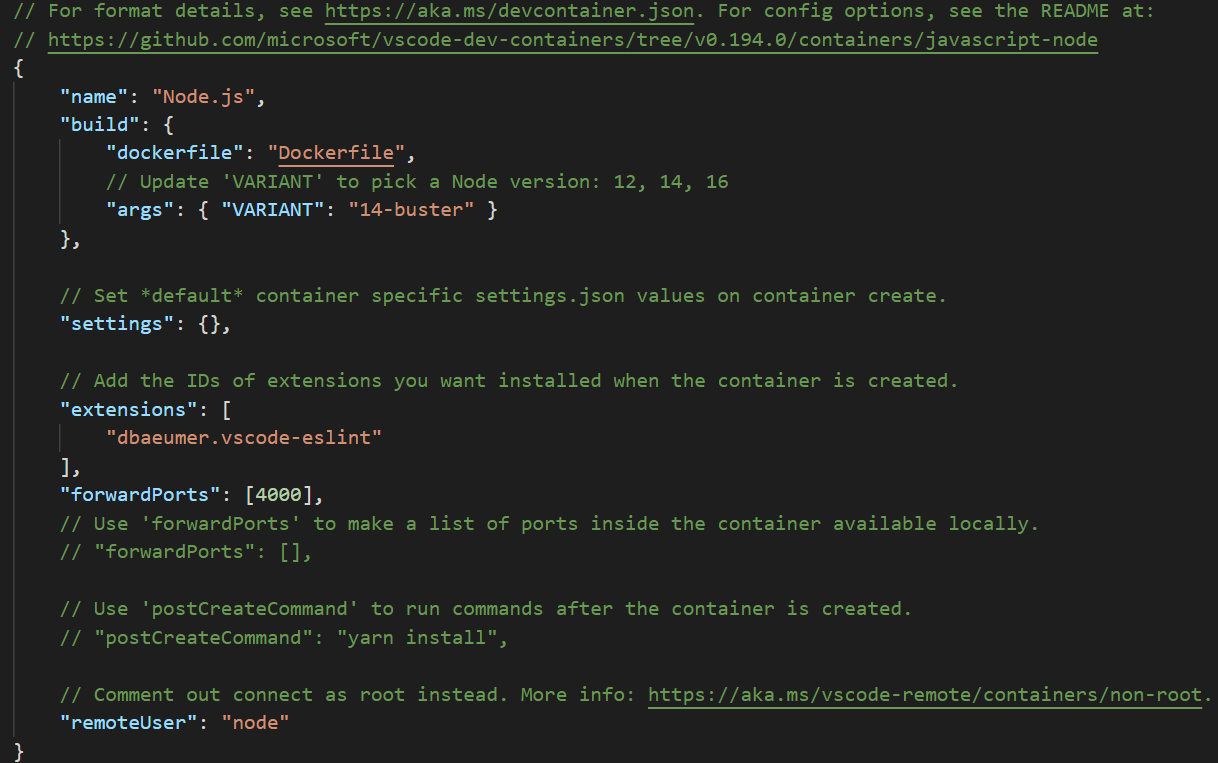 // For format details, see https://aka.ms/devcontainer.json. For config options, see the README at:
// https://github.com/microsoft/vscode-dev-containers/tree/v0.194.0/containers/javascript-node
{
    "name": "Node.js",
    "build": {
        "dockerfile": "Dockerfile",
        // Update 'VARIANT' to pick a Node version: 12, 14, 16
        "args": { "VARIANT": "14-buster" }
    },

    // Set *default* container specific settings.json values on container create.
    "settings": {},

    // Add the IDs of extensions you want installed when the container is created.
    "extensions": [
        "dbaeumer.vscode-eslint"
    ],
    "forwardPorts": [4000],
    // Use 'forwardPorts' to make a list of ports inside the container available locally.
    // "forwardPorts": [],

    // Use 'postCreateCommand' to run commands after the container is created.
    // "postCreateCommand": "yarn install",

    // Comment out connect as root instead. More info: https://aka.ms/vscode-remote/containers/non-root.
    "remoteUser": "node"
}